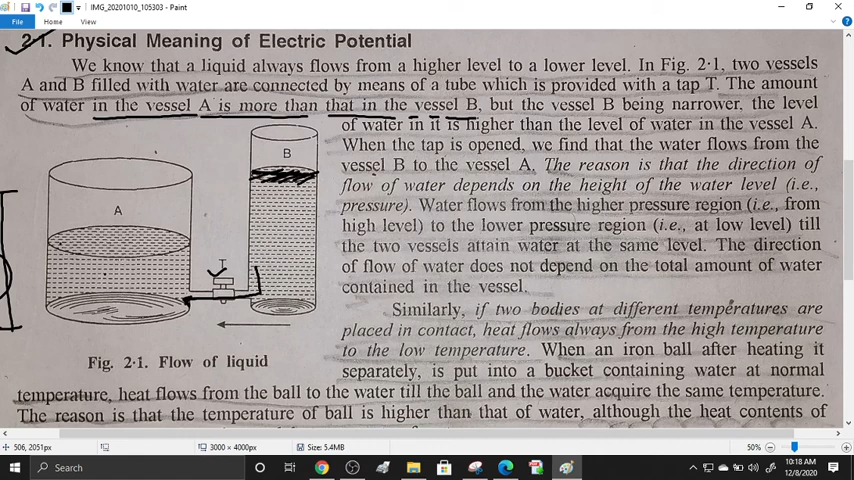 IMG_20201010_105303 - Paint
File Home View
2·1. Physical Meaning of Electric Potential
We know that a liquid always flows from a higher level to a lower level. In Fig. 2·1, two vessels
A and B filled with water are connected by means of a tube which is provided with a tap T. The amount
of water in the vessel A is more than that in the vessel B, but the vessel B being narrower, the level
of water in it is higher than the level of water in the vessel A.
When the tap is opened, we find that the water flows from the
vessel B to the vessel A. The reason is that the direction of
flow of water depends on the height of the water level (i.e.,
pressure). Water flows from the higher pressure region (i.e., from
high level) to the lower pressure region (i.e., at low level) till
the two vessels attain water at the same level. The direction
of flow of water does not depend on the total amount of water
contained in the vessel.
B
A
T
Fig. 2·1. Flow of liquid
Similarly, if two bodies at different temperatures are
placed in contact, heat flows always from the high temperature
to the low temperature. When an iron ball after heating it
separately, is put into a bucket containing water at normal
temperature, heat flows from the ball to the water till the ball and the water acquire the same temperature.
The reason is that the temperature of ball is higher than that of water, although the heat contents of
506, 2051px 3000 × 4000px Size: 5.4MB 50%
Search
10:18 AM
12/8/2020